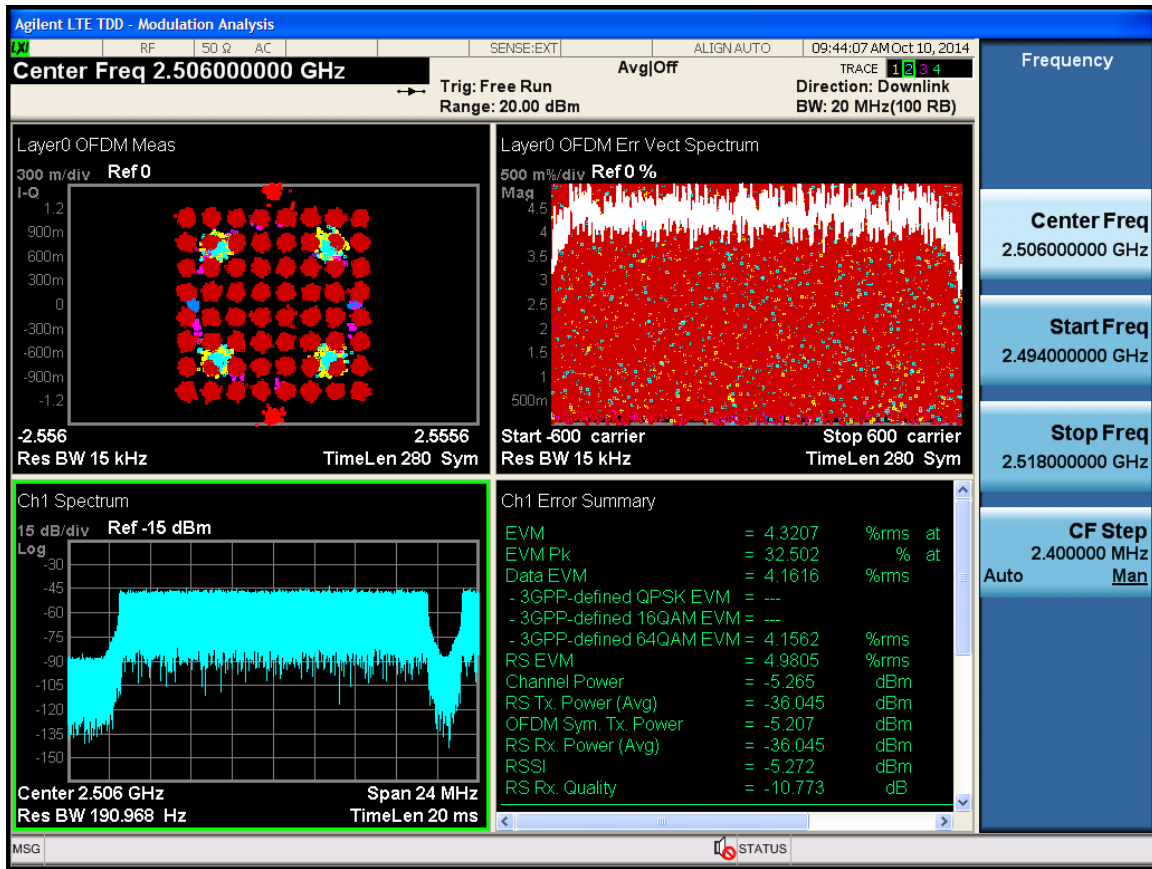 Agilent LTE TDD - Modulation Analysis
LXI RF 50 Ω AC SENSE:EXT ALIGN AUTO 09:44:07 AM Oct 10, 2014
Center Freq 2.506000000 GHz
Avg|Off
TRACE 1 2 3 4
Trig: Free Run
Direction: Downlink
Range: 20.00 dBm
BW: 20 MHz(100 RB)
Layer0 OFDM Meas
300 m/div Ref 0
I-Q
1.2
900m
600m
300m
0
-300m
-600m
-900m
-1.2
-2.556 2.5556
Res BW 15 kHz TimeLen 280 Sym
Layer0 OFDM Err Vect Spectrum
500 m%/div Ref 0 %
Mag
4.5
4
3.5
3
2.5
2
1.5
1
500m
Start -600 carrier Stop 600 carrier
Res BW 15 kHz TimeLen 280 Sym
Ch1 Spectrum
15 dB/div Ref -15 dBm
Log
-30
-45
-60
-75
-90
-105
-120
-135
-150
Center 2.506 GHz Span 24 MHz
Res BW 190.968 Hz TimeLen 20 ms
Ch1 Error Summary
EVM = 4.3207 %rms at
EVM Pk = 32.502 % at
Data EVM = 4.1616 %rms
- 3GPP-defined QPSK EVM = ---
- 3GPP-defined 16QAM EVM = ---
- 3GPP-defined 64QAM EVM = 4.1562 %rms
RS EVM = 4.9805 %rms
Channel Power = -5.265 dBm
RS Tx. Power (Avg) = -36.045 dBm
OFDM Sym. Tx. Power = -5.207 dBm
RS Rx. Power (Avg) = -36.045 dBm
RSSI = -5.272 dBm
RS Rx. Quality = -10.773 dB
Frequency
Center Freq
2.506000000 GHz
Start Freq
2.494000000 GHz
Stop Freq
2.518000000 GHz
CF Step
2.400000 MHz
Auto Man
MSG STATUS